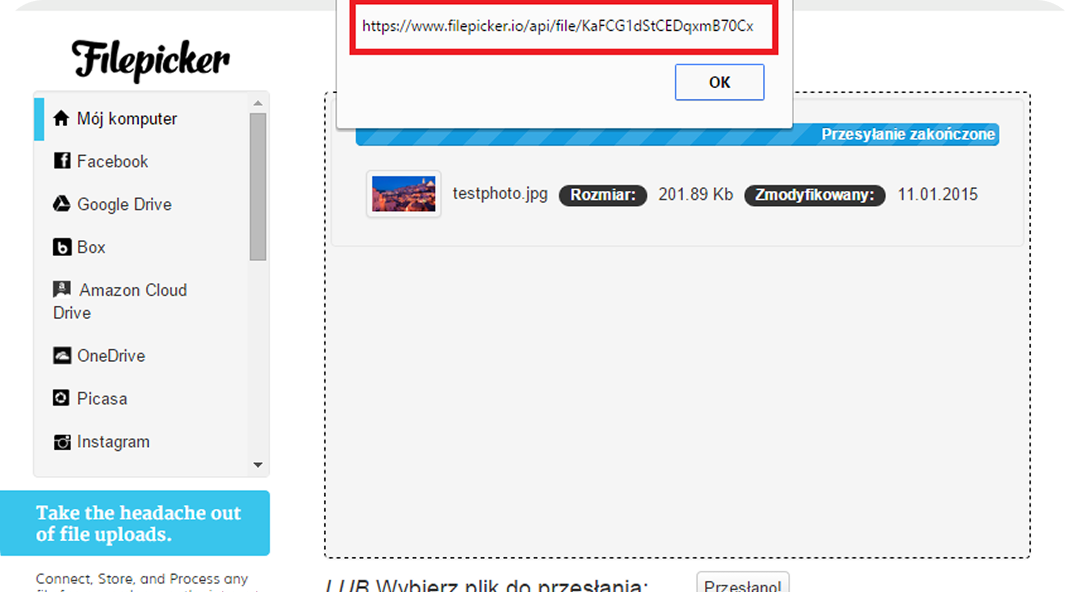 https://www.filepicker.io/api/file/KaFCG1dStCEDqxmB70Cx
OK
Filepicker
Mój komputer
Facebook
Google Drive
Box
Amazon Cloud
Drive
OneDrive
Picasa
Instagram
Przesyłanie zakończone
testphoto.jpg Rozmiar: 201.89 Kb Zmodyfikowany: 11.01.2015
Take the headache out
of file uploads.
Connect, Store, and Process any
LUB Wybierz plik do przesłania: Przesłano!